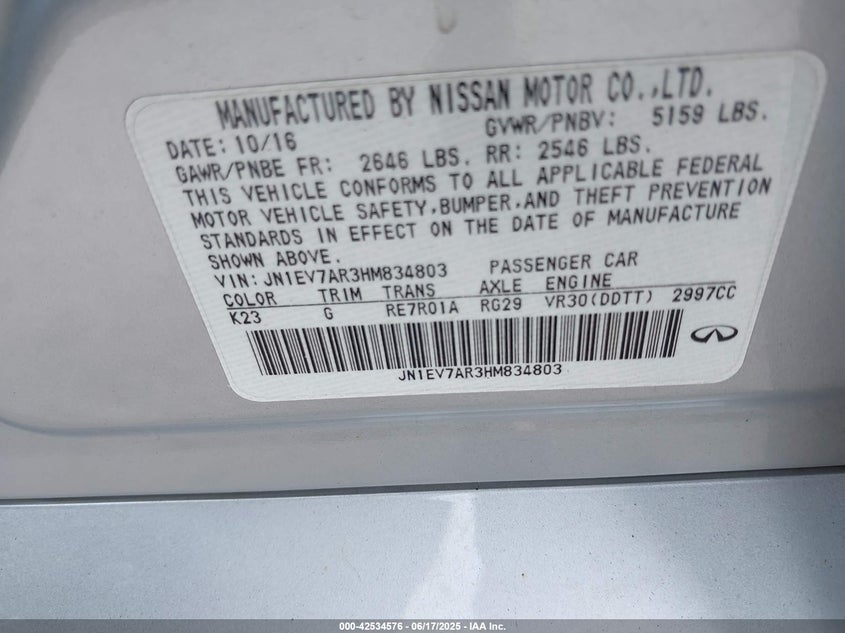 MANUFACTURED BY NISSAN MOTOR CO.,LTD.
DATE: 10/16 GVWR/PNBV: 5159 LBS.
GAWR/PNBE FR: 2646 LBS. RR: 2546 LBS.
THIS VEHICLE CONFORMS TO ALL APPLICABLE FEDERAL
MOTOR VEHICLE SAFETY,BUMPER,AND THEFT PREVENTION
STANDARDS IN EFFECT ON THE DATE OF MANUFACTURE
SHOWN ABOVE.
VIN: JN1EV7AR3HM834803 PASSENGER CAR
COLOR TRIM TRANS AXLE ENGINE
K23 G RE7R01A RG29 VR30(DDTT) 2997CC
JN1EV7AR3HM834803
000-42534576 - 06/17/2025 - IAA Inc.